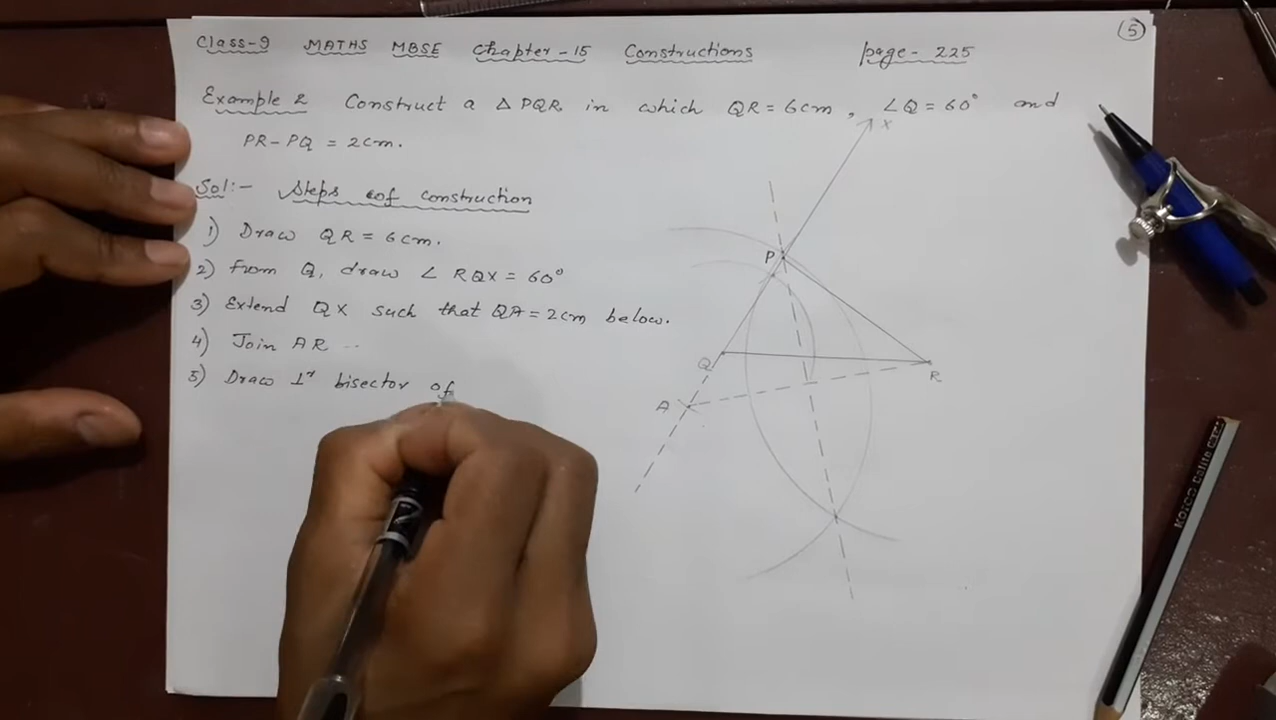 5
Class-9 MATHS MBSE Chapter-15 Constructions page-225
Example 2 Construct a △ PQR in which QR = 6cm, ∠Q = 60° and
PR-PQ = 2cm.
Sol:- Steps of construction
1) Draw QR = 6cm.
2) From Q, draw ∠ RQX = 60°
3) Extend QX such that QA = 2cm below.
4) Join AR
5) Draw ⊥r bisector of
X
P
Q
R
A